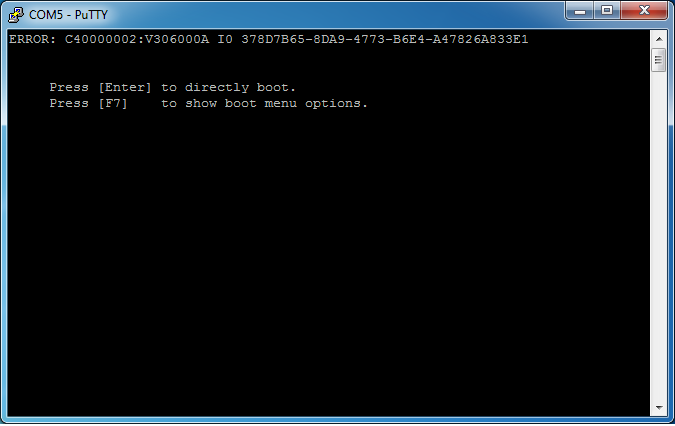 COM5 - PuTTY
ERROR: C40000002:V306000A I0 378D7B65-8DA9-4773-B6E4-A47826A833E1
Press [Enter] to directly boot.
Press [F7]    to show boot menu options.